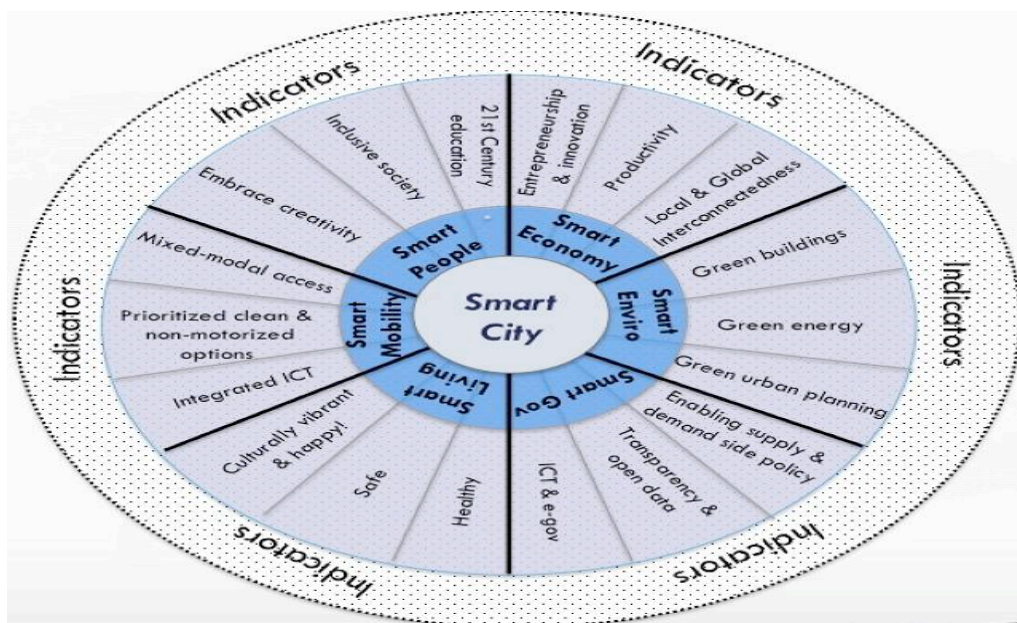 Smart
City
Smart
Economy
Entrepreneurship
& innovation
Productivity
Local & Global
Interconnectedness
Smart
Enviro
Green buildings
Green energy
Green urban planning
Smart Gov
Enabling supply &
demand side policy
Transparency &
open data
ICT & e-gov
Smart
Living
Healthy
Safe
Culturally vibrant
& happy!
Smart
Mobility
Integrated ICT
Prioritized clean &
non-motorized
options
Mixed-modal access
Smart
People
Embrace creativity
Inclusive society
21st Century
education
Indicators
Indicators
Indicators
Indicators
Indicators
Indicators